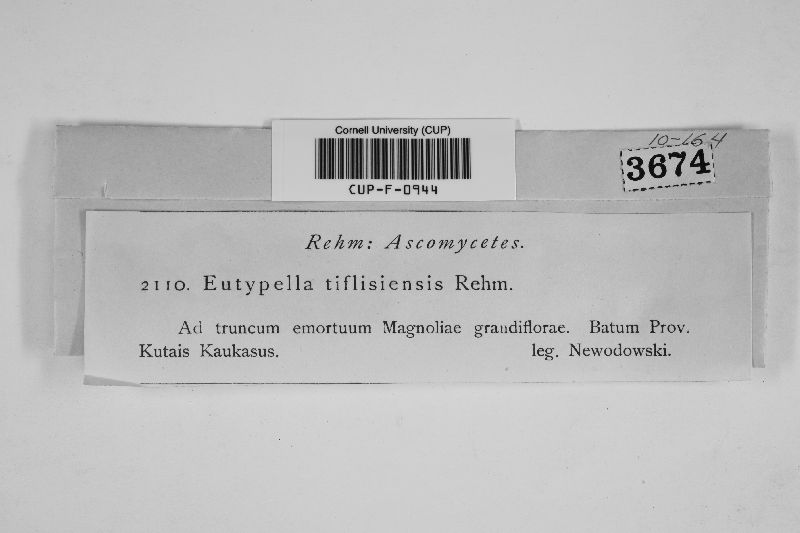 Cornell University (CUP)
CUP-F-0944
10-164
3674
Rehm: Ascomycetes.
2110. Eutypella tiflisiensis Rehm.
Ad truncum emortuum Magnoliae grandiflorae. Batum Prov.
Kutais Kaukasus. leg. Newodowski.